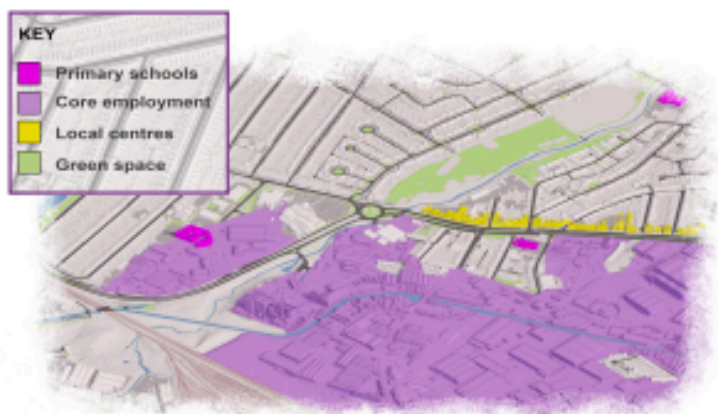 KEY
Primary schools
Core employment
Local centres
Green space